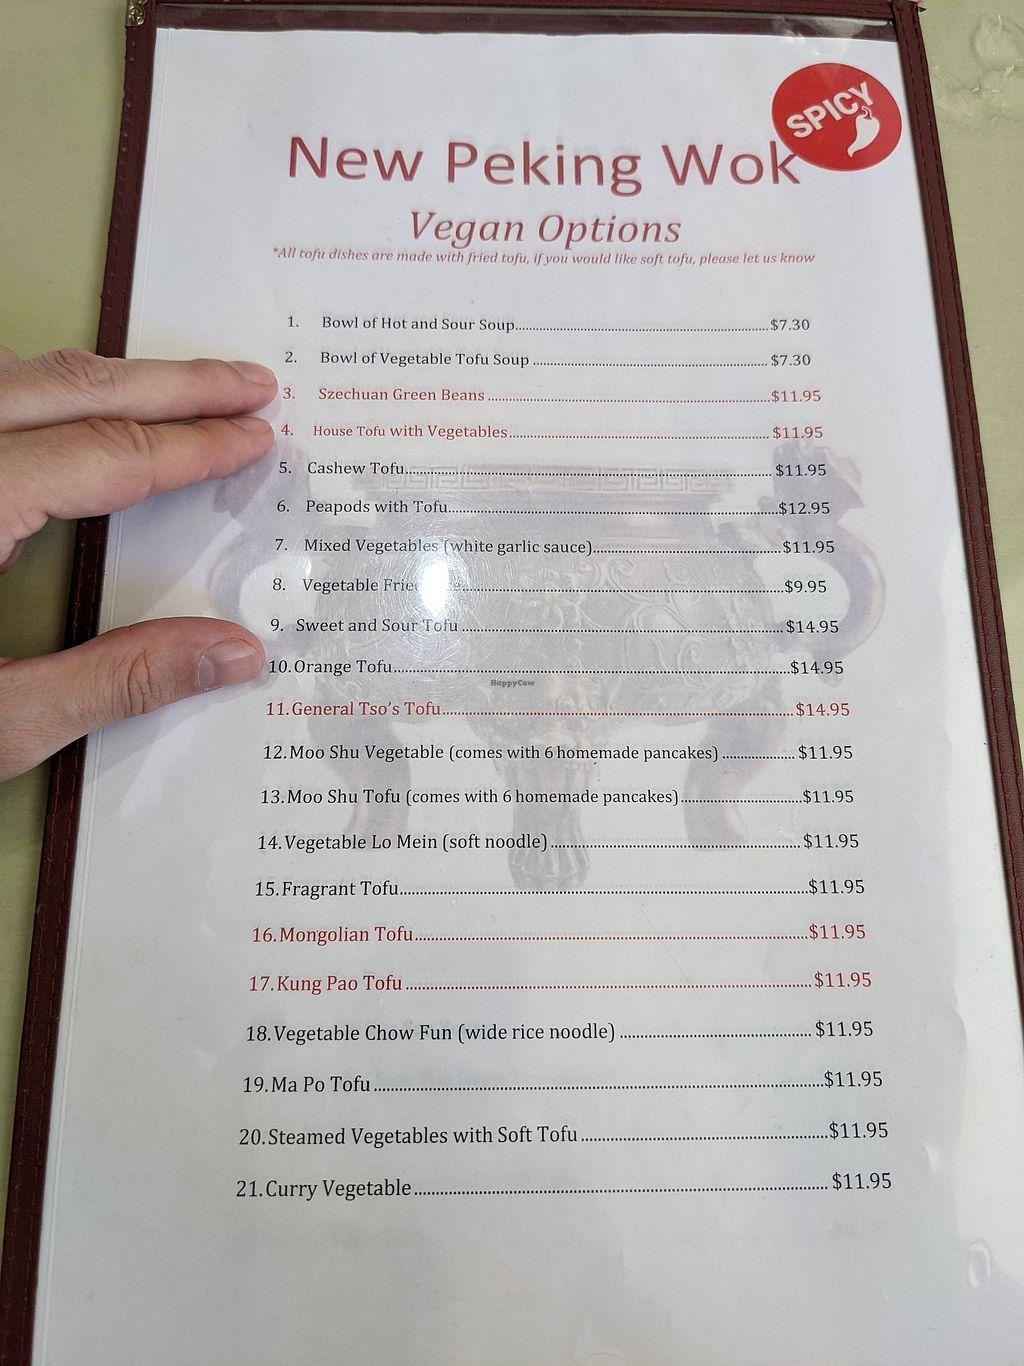 SPICY
New Peking Wok
Vegan Options
*All tofu dishes are made with fried tofu, if you would like soft tofu, please let us know
1. Bowl of Hot and Sour Soup........$7.30
2. Bowl of Vegetable Tofu Soup ........ $7.30
3. Szechuan Green Beans ........$11.95
4. House Tofu with Vegetables........ $11.95
5. Cashew Tofu........ $11.95
6. Peapods with Tofu........$12.95
7. Mixed Vegetables (white garlic sauce)........$11.95
8. Vegetable ........$9.95
9. Sweet and Sour Tofu ........ $14.95
10. Orange Tofu........$14.95
11. General Tso's Tofu........ $14.95
12. Moo Shu Vegetable (comes with 6 homemade pancakes) ........ $11.95
13. Moo Shu Tofu (comes with 6 homemade pancakes)........$11.95
14. Vegetable Lo Mein (soft noodle)........ $11.95
15. Fragrant Tofu........$11.95
16. Mongolian Tofu........$11.95
17. Kung Pao Tofu ........$11.95
18. Vegetable Chow Fun (wide rice noodle) ........ $11.95
19. Ma Po Tofu ........$11.95
20. Steamed Vegetables with Soft Tofu ........$11.95
21. Curry Vegetable ........ $11.95
HappyCow